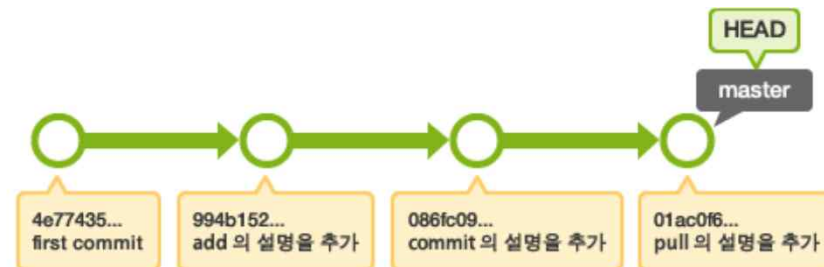 HEAD
master
4e77435...
first commit
994b152...
add 의 설명을 추가
086fc09...
commit 의 설명을 추가
01ac0f6...
pull 의 설명을 추가